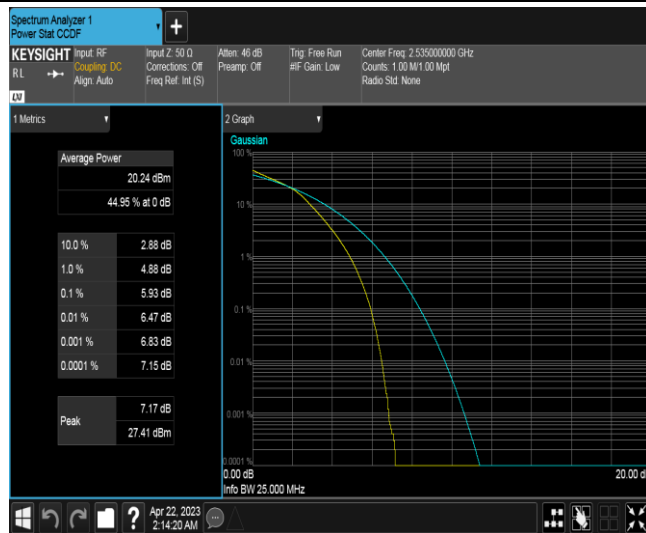 Spectrum Analyzer 1
Power Stat CCDF
KEYSIGHT
RL
LXI
Input: RF
Coupling: DC
Align: Auto
Input Z: 50 Ω
Corrections: Off
Freq Ref: Int (S)
Atten: 46 dB
Preamp: Off
Trig: Free Run
#IF Gain: Low
Center Freq: 2.535000000 GHz
Counts: 1.00 M/1.00 Mpt
Radio Std: None
1 Metrics
Average Power
20.24 dBm
44.95 % at 0 dB
10.0 % 2.88 dB
1.0 % 4.88 dB
0.1 % 5.93 dB
0.01 % 6.47 dB
0.001 % 6.83 dB
0.0001 % 7.15 dB
Peak
7.17 dB
27.41 dBm
2 Graph
Gaussian
100 %
10 %
1 %
0.1 %
0.01 %
0.001 %
0.0001 %
0.00 dB 20.00 d
Info BW 25.000 MHz
?
Apr 22, 2023
2:14:20 AM